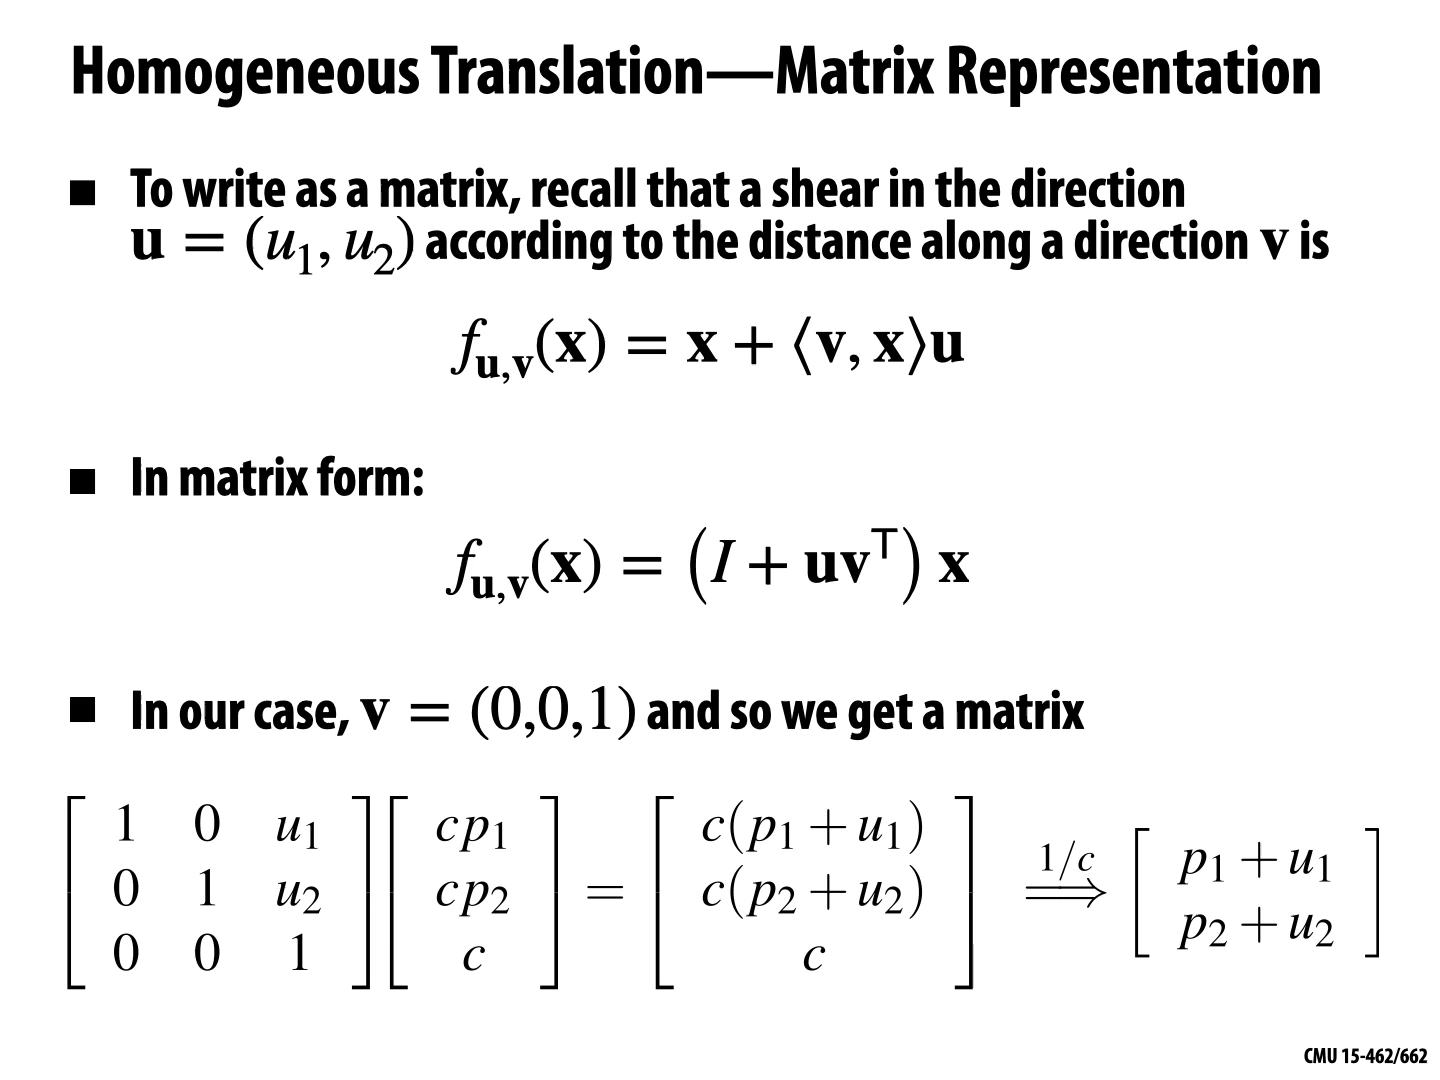 Homogeneous Translation—Matrix Representation
■ To write as a matrix, recall that a shear in the direction
𝐮 = (u₁, u₂) according to the distance along a direction 𝐯 is
f𝐮,𝐯(𝐱) = 𝐱 + ⟨𝐯, 𝐱⟩𝐮
■ In matrix form:
f𝐮,𝐯(𝐱) = (I + 𝐮𝐯⊤) 𝐱
■ In our case, 𝐯 = (0,0,1) and so we get a matrix
[1 0 u₁] [cp₁] [c(p₁ + u₁)] 1/c [p₁ + u₁]
[0 1 u₂] [cp₂] = [c(p₂ + u₂)] ⟹ [p₂ + u₂]
[0 0 1] [c] [c]
CMU 15-462/662